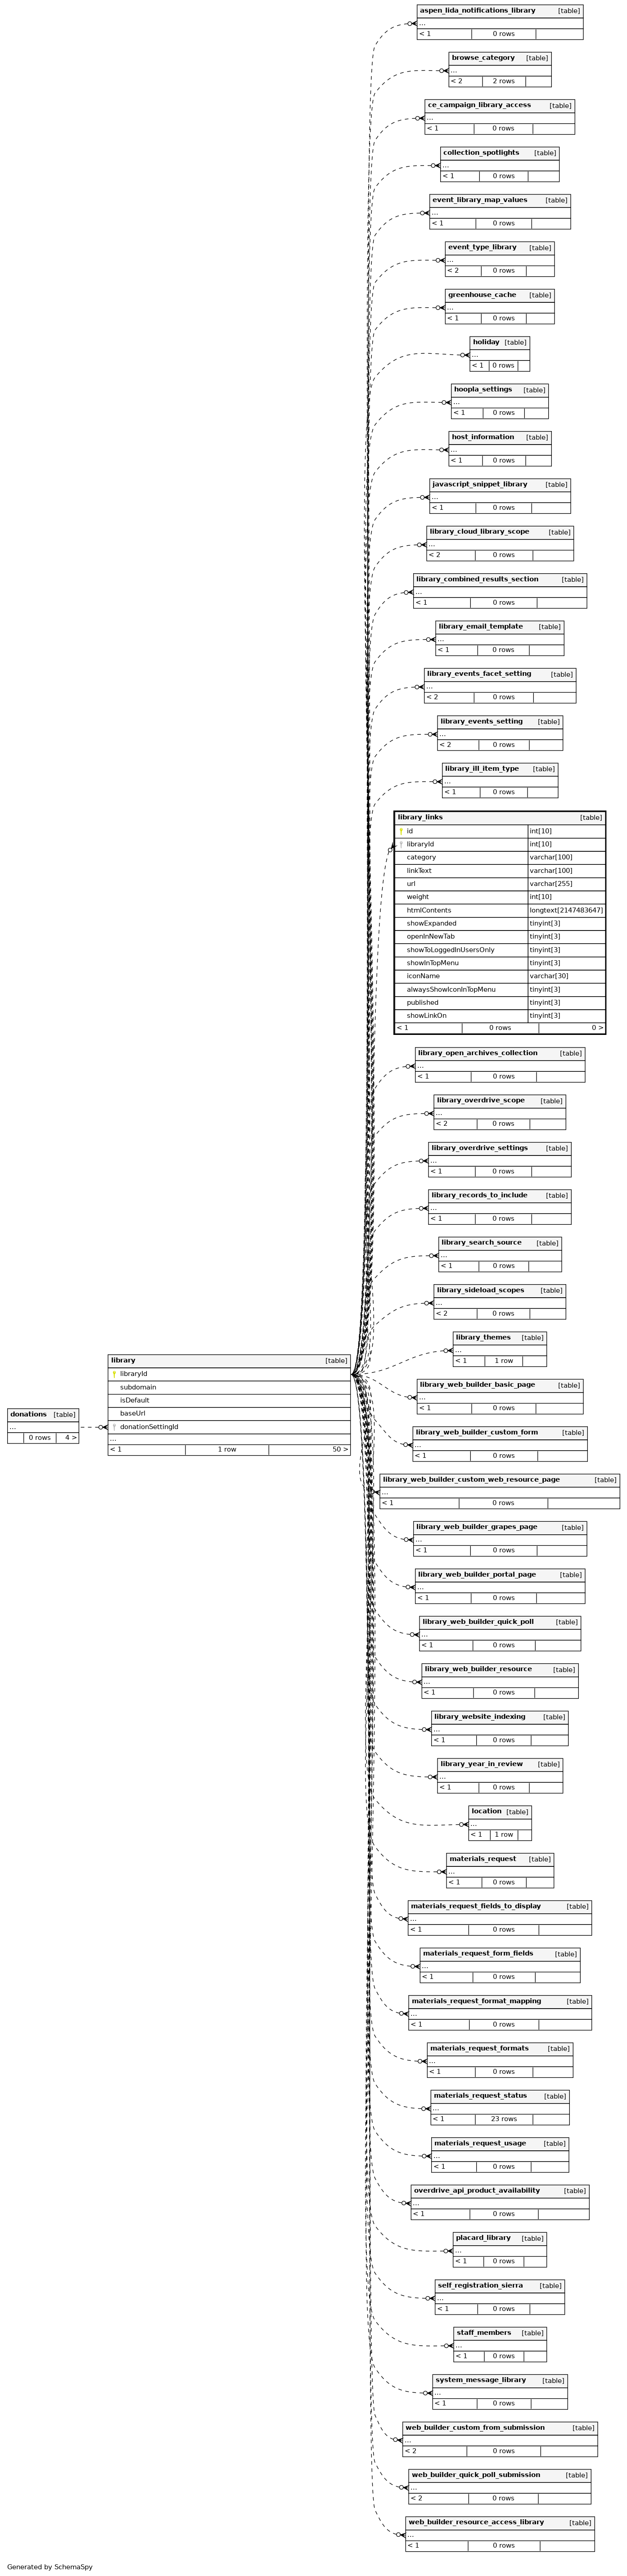 aspen_lida_notifications_library [table]
...
< 1 0 rows
browse_category [table]
...
< 2 2 rows
ce_campaign_library_access [table]
...
< 1 0 rows
collection_spotlights [table]
...
< 1 0 rows
event_library_map_values [table]
...
< 1 0 rows
event_type_library [table]
...
< 2 0 rows
greenhouse_cache [table]
...
< 1 0 rows
holiday [table]
...
< 1 0 rows
hoopla_settings [table]
...
< 1 0 rows
host_information [table]
...
< 1 0 rows
javascript_snippet_library [table]
...
< 1 0 rows
library_cloud_library_scope [table]
...
< 2 0 rows
library_combined_results_section [table]
...
< 1 0 rows
library_email_template [table]
...
< 1 0 rows
library_events_facet_setting [table]
...
< 2 0 rows
library_events_setting [table]
...
< 2 0 rows
library_ill_item_type [table]
...
< 1 0 rows
library_links [table]
id int[10]
libraryId int[10]
category varchar[100]
linkText varchar[100]
url varchar[255]
weight int[10]
htmlContents longtext[2147483647]
showExpanded tinyint[3]
openInNewTab tinyint[3]
showToLoggedInUsersOnly tinyint[3]
showInTopMenu tinyint[3]
iconName varchar[30]
alwaysShowIconInTopMenu tinyint[3]
published tinyint[3]
showLinkOn tinyint[3]
< 1 0 rows 0 >
library_open_archives_collection [table]
...
< 1 0 rows
library_overdrive_scope [table]
...
< 2 0 rows
library_overdrive_settings [table]
...
< 1 0 rows
library_records_to_include [table]
...
< 1 0 rows
library_search_source [table]
...
< 1 0 rows
library_sideload_scopes [table]
...
< 2 0 rows
library_themes [table]
...
< 1 1 row
library [table]
libraryId
subdomain
isDefault
baseUrl
donationSettingId
...
< 1 1 row 50 >
donations [table]
...
0 rows 4 >
library_web_builder_basic_page [table]
...
< 1 0 rows
library_web_builder_custom_form [table]
...
< 1 0 rows
library_web_builder_custom_web_resource_page [table]
...
< 1 0 rows
library_web_builder_grapes_page [table]
...
< 1 0 rows
library_web_builder_portal_page [table]
...
< 1 0 rows
library_web_builder_quick_poll [table]
...
< 1 0 rows
library_web_builder_resource [table]
...
< 1 0 rows
library_website_indexing [table]
...
< 1 0 rows
library_year_in_review [table]
...
< 1 0 rows
location [table]
...
< 1 1 row
materials_request [table]
...
< 1 0 rows
materials_request_fields_to_display [table]
...
< 1 0 rows
materials_request_form_fields [table]
...
< 1 0 rows
materials_request_format_mapping [table]
...
< 1 0 rows
materials_request_formats [table]
...
< 1 0 rows
materials_request_status [table]
...
< 1 23 rows
materials_request_usage [table]
...
< 1 0 rows
overdrive_api_product_availability [table]
...
< 1 0 rows
placard_library [table]
...
< 1 0 rows
self_registration_sierra [table]
...
< 1 0 rows
staff_members [table]
...
< 1 0 rows
system_message_library [table]
...
< 1 0 rows
web_builder_custom_from_submission [table]
...
< 2 0 rows
web_builder_quick_poll_submission [table]
...
< 2 0 rows
web_builder_resource_access_library [table]
...
< 1 0 rows
Generated by SchemaSpy